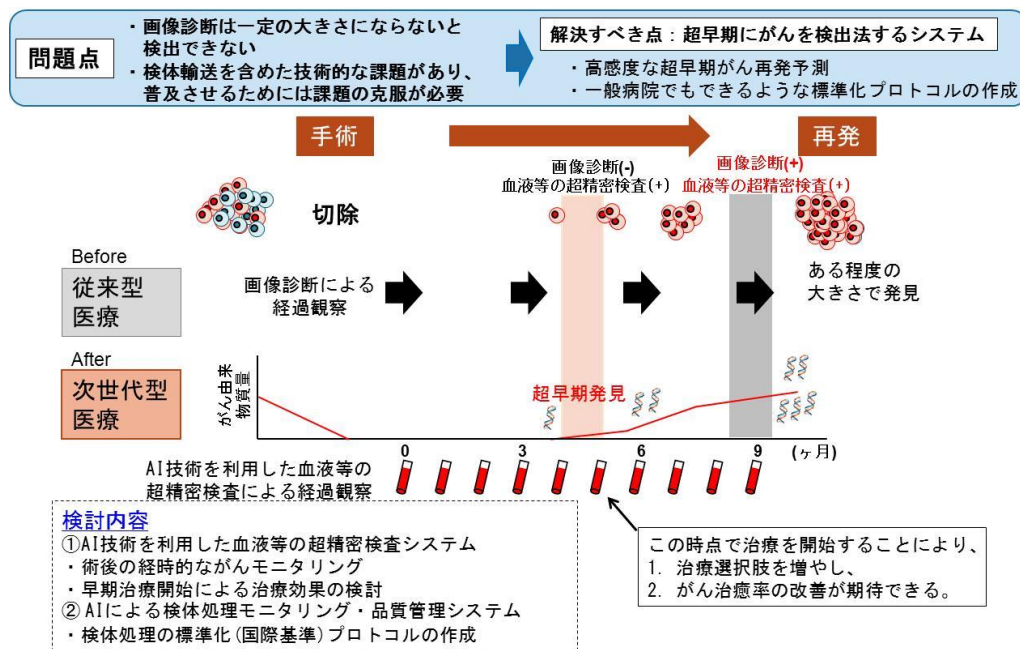 問題点
・画像診断は一定の大きさにならないと
検出できない
・検体輸送を含めた技術的な課題があり、
普及させるためには課題の克服が必要
解決すべき点：超早期にがんを検出法するシステム
・高感度な超早期がん再発予測
・一般病院でもできるような標準化プロトコルの作成
手術
再発
画像診断(-)
血液等の超精密検査(+)
画像診断(+)
血液等の超精密検査(+)
切除
Before
従来型
医療
画像診断による
経過観察
ある程度の
大きさで発見
After
次世代型
医療
がん由来
物質量
超早期発見
0 3 6 9 (ヶ月)
AI技術を利用した血液等の
超精密検査による経過観察
検討内容
①AI技術を利用した血液等の超精密検査システム
・術後の経時的ながんモニタリング
・早期治療開始による治療効果の検討
② AIによる検体処理モニタリング・品質管理システム
・検体処理の標準化(国際基準)プロトコルの作成
この時点で治療を開始することにより、
1. 治療選択肢を増やし、
2. がん治癒率の改善が期待できる。